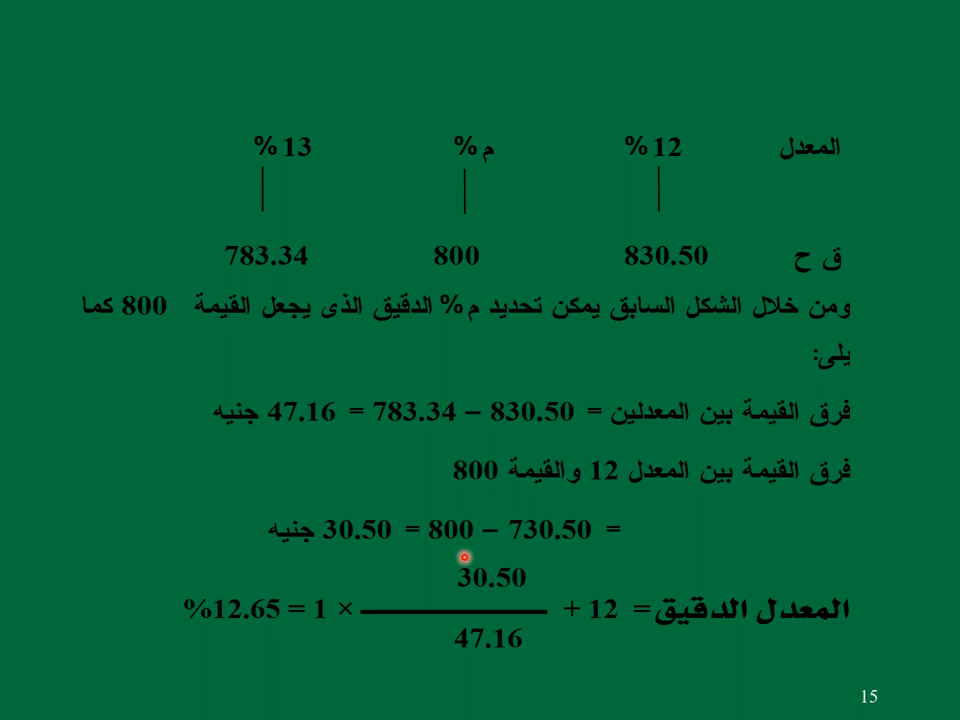 المعدل 12 % م % 13 %
ق ح 830.50 800 783.34
ومن خلال الشكل السابق يمكن تحديد م % الدقيق الذى يجعل القيمة 800 كما
يلى:
فرق القيمة بين المعدلين = 830.50 – 783.34 = 47.16 جنيه
فرق القيمة بين المعدل 12 والقيمة 800
= 730.50 – 800 = 30.50 جنيه
30.50
المعدل الدقيق = 12 + × 1 = 12.65%
47.16
15